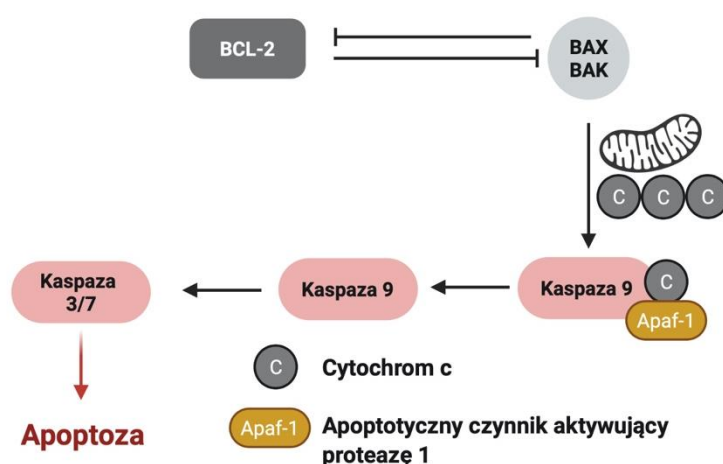 BCL-2
BAX
BAK
C C C
Kaspaza
3/7
Kaspaza 9
Kaspaza 9
C
Apaf-1
Apoptoza
C
Cytochrom c
Apaf-1
Apoptotyczny czynnik aktywujący
proteazę 1